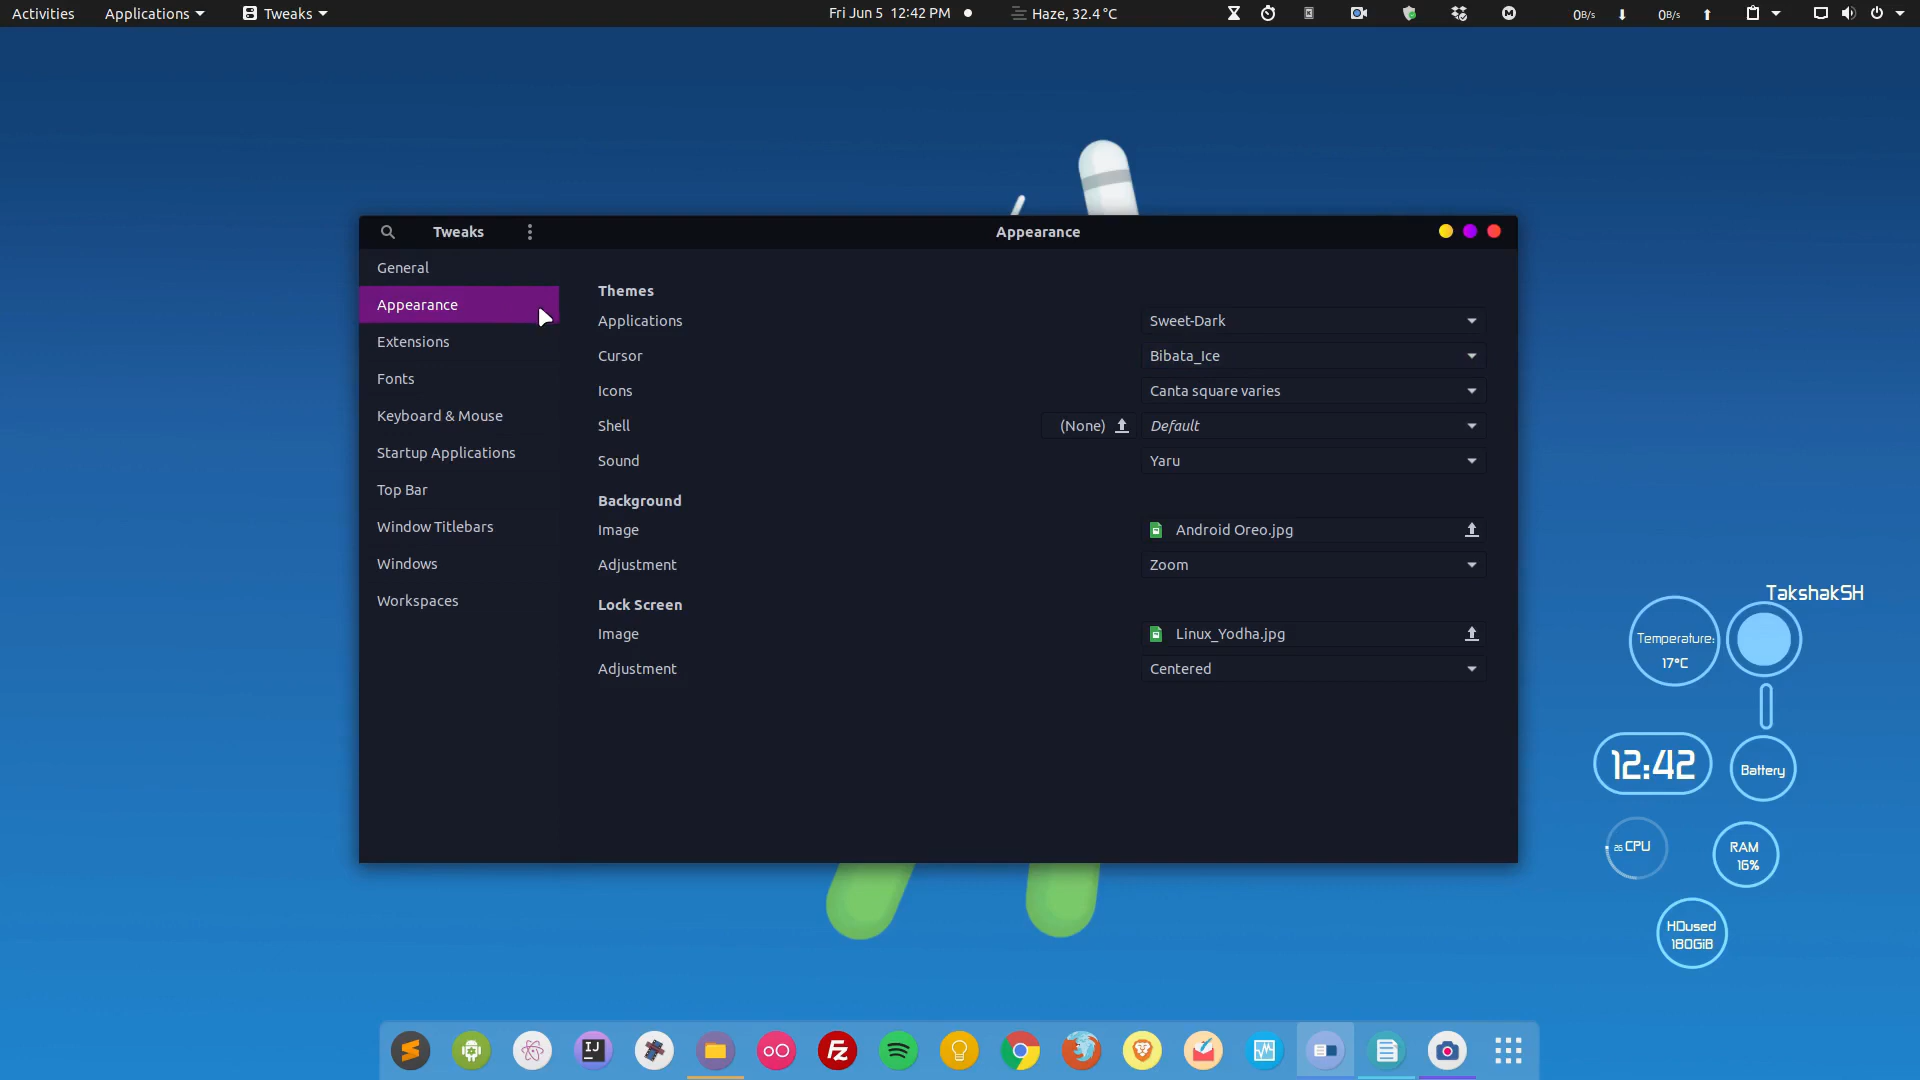 Activities Applications Tweaks Fri Jun 5 12:42 PM Haze, 32.4 °C 0B/s 0B/s
Tweaks Appearance
General
Appearance
Extensions
Fonts
Keyboard & Mouse
Startup Applications
Top Bar
Window Titlebars
Windows
Workspaces
Themes
Applications Sweet-Dark
Cursor Bibata_Ice
Icons Canta square varies
Shell (None) Default
Sound Yaru
Background
Image Android Oreo.jpg
Adjustment Zoom
Lock Screen
Image Linux_Yodha.jpg
Adjustment Centered
TakshakSH
Temperature:
17°C
12:42
Battery
CPU
RAM
16%
HDused
180GiB
IJ
FZ